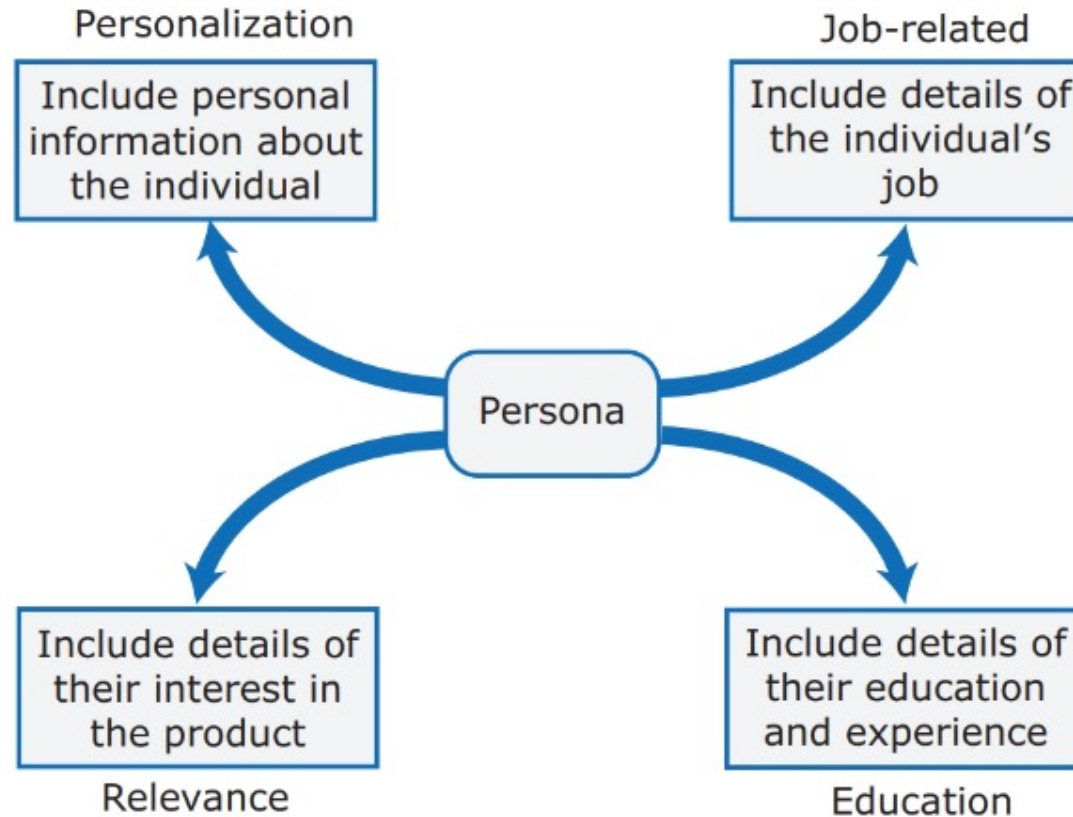 Personalization
Include personal
information about
the individual
Job-related
Include details of
the individual's
job
Persona
Include details of
their interest in
the product
Relevance
Include details of
their education
and experience
Education